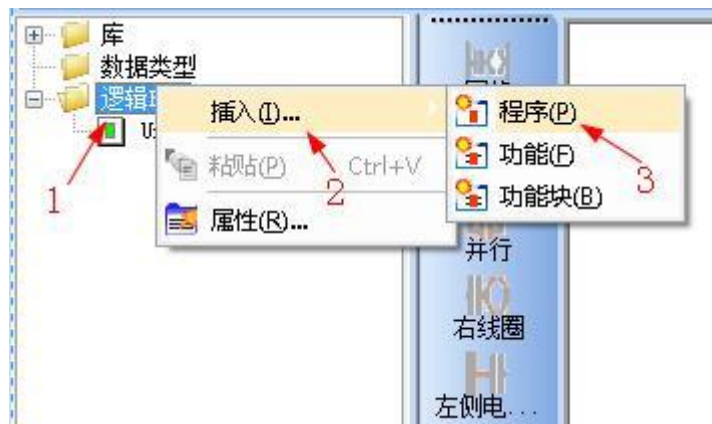 库
数据类型
逻辑
1
插入(I)...
2
粘贴(P) Ctrl+V
属性(R)...
程序(P)
3
功能(F)
功能块(B)
并行
右线圈
左侧电...